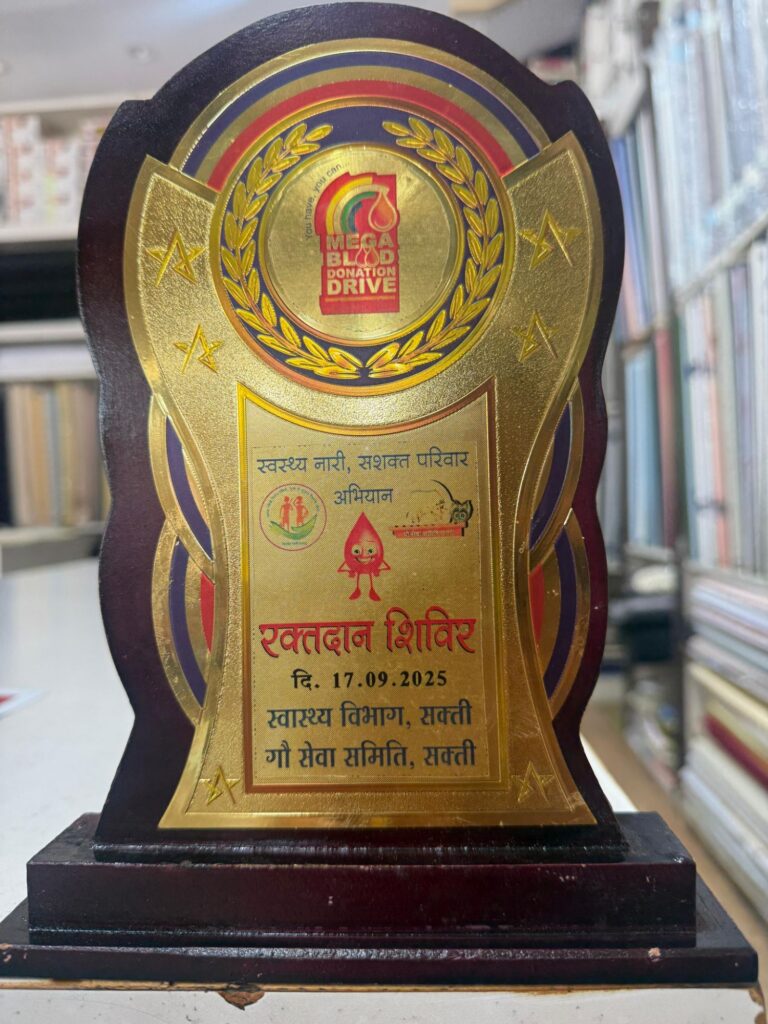 You have, you can...
MEGA
BLOOD
DONATION
DRIVE
स्वस्थ्य नारी, सशक्त परिवार
अभियान
रक्तदान शिविर
दि. 17.09.2025
स्वास्थ्य विभाग, सक्ती
गौ सेवा समिति, सक्ती